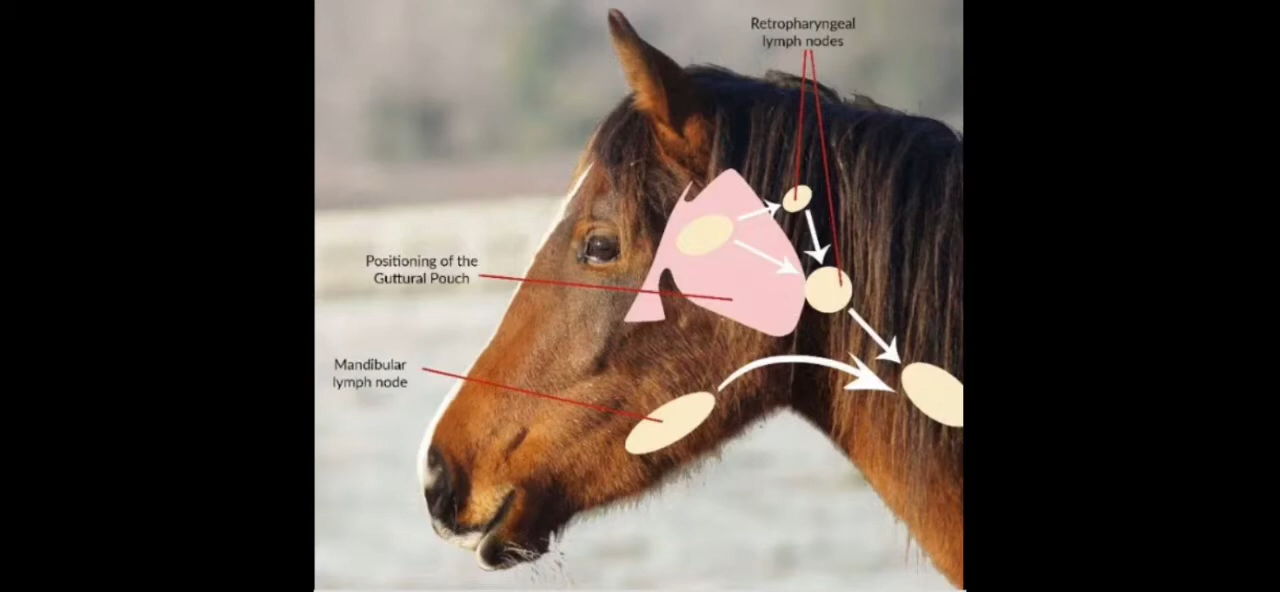 Retropharyngeal
lymph nodes
Positioning of the
Guttural Pouch
Mandibular
lymph node